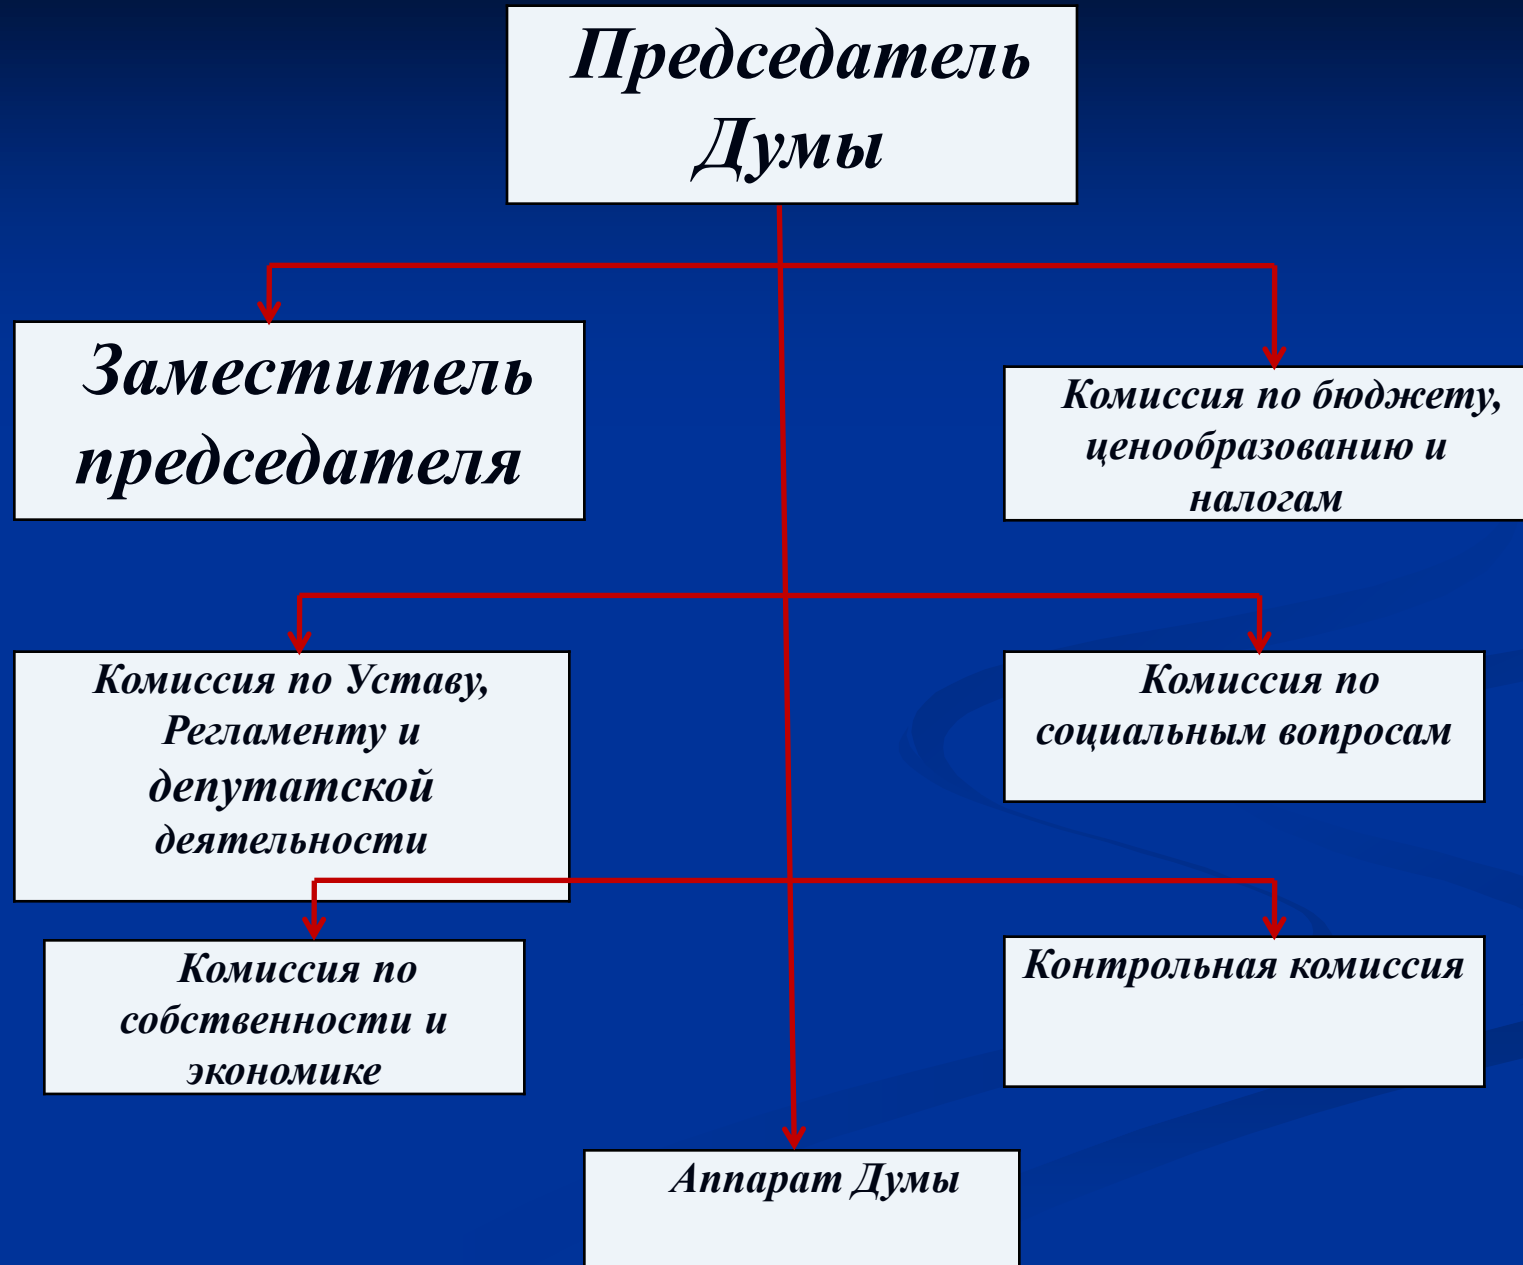 Председатель
Думы
Заместитель
председателя
Комиссия по бюджету,
ценообразованию и
налогам
Комиссия по Уставу,
Регламенту и
депутатской
деятельности
Комиссия по
социальным вопросам
Комиссия по
собственности и
экономике
Контрольная комиссия
Аппарат Думы